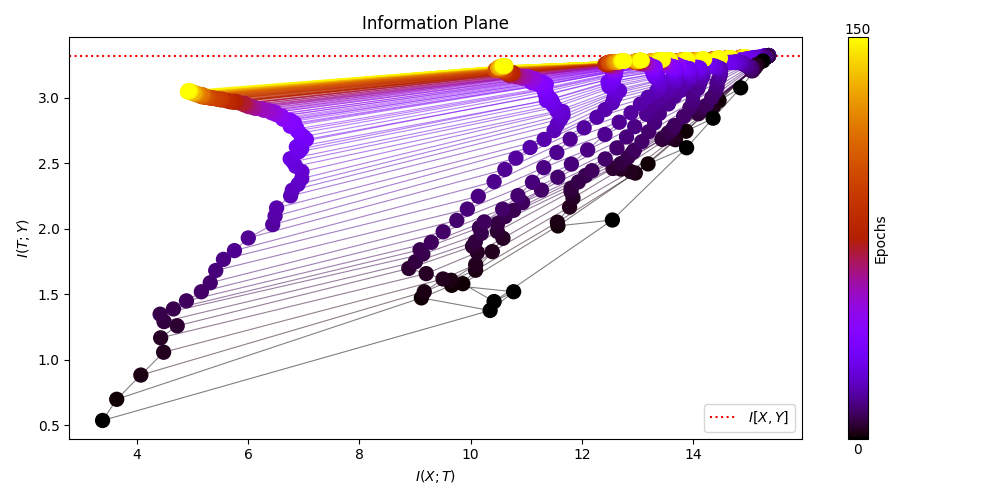 Information Plane
150
3.0
2.5
2.0
1.5
1.0
0.5
I(T; Y)
Epochs
I[X, Y]
4 6 8 10 12 14
0
I(X; T)